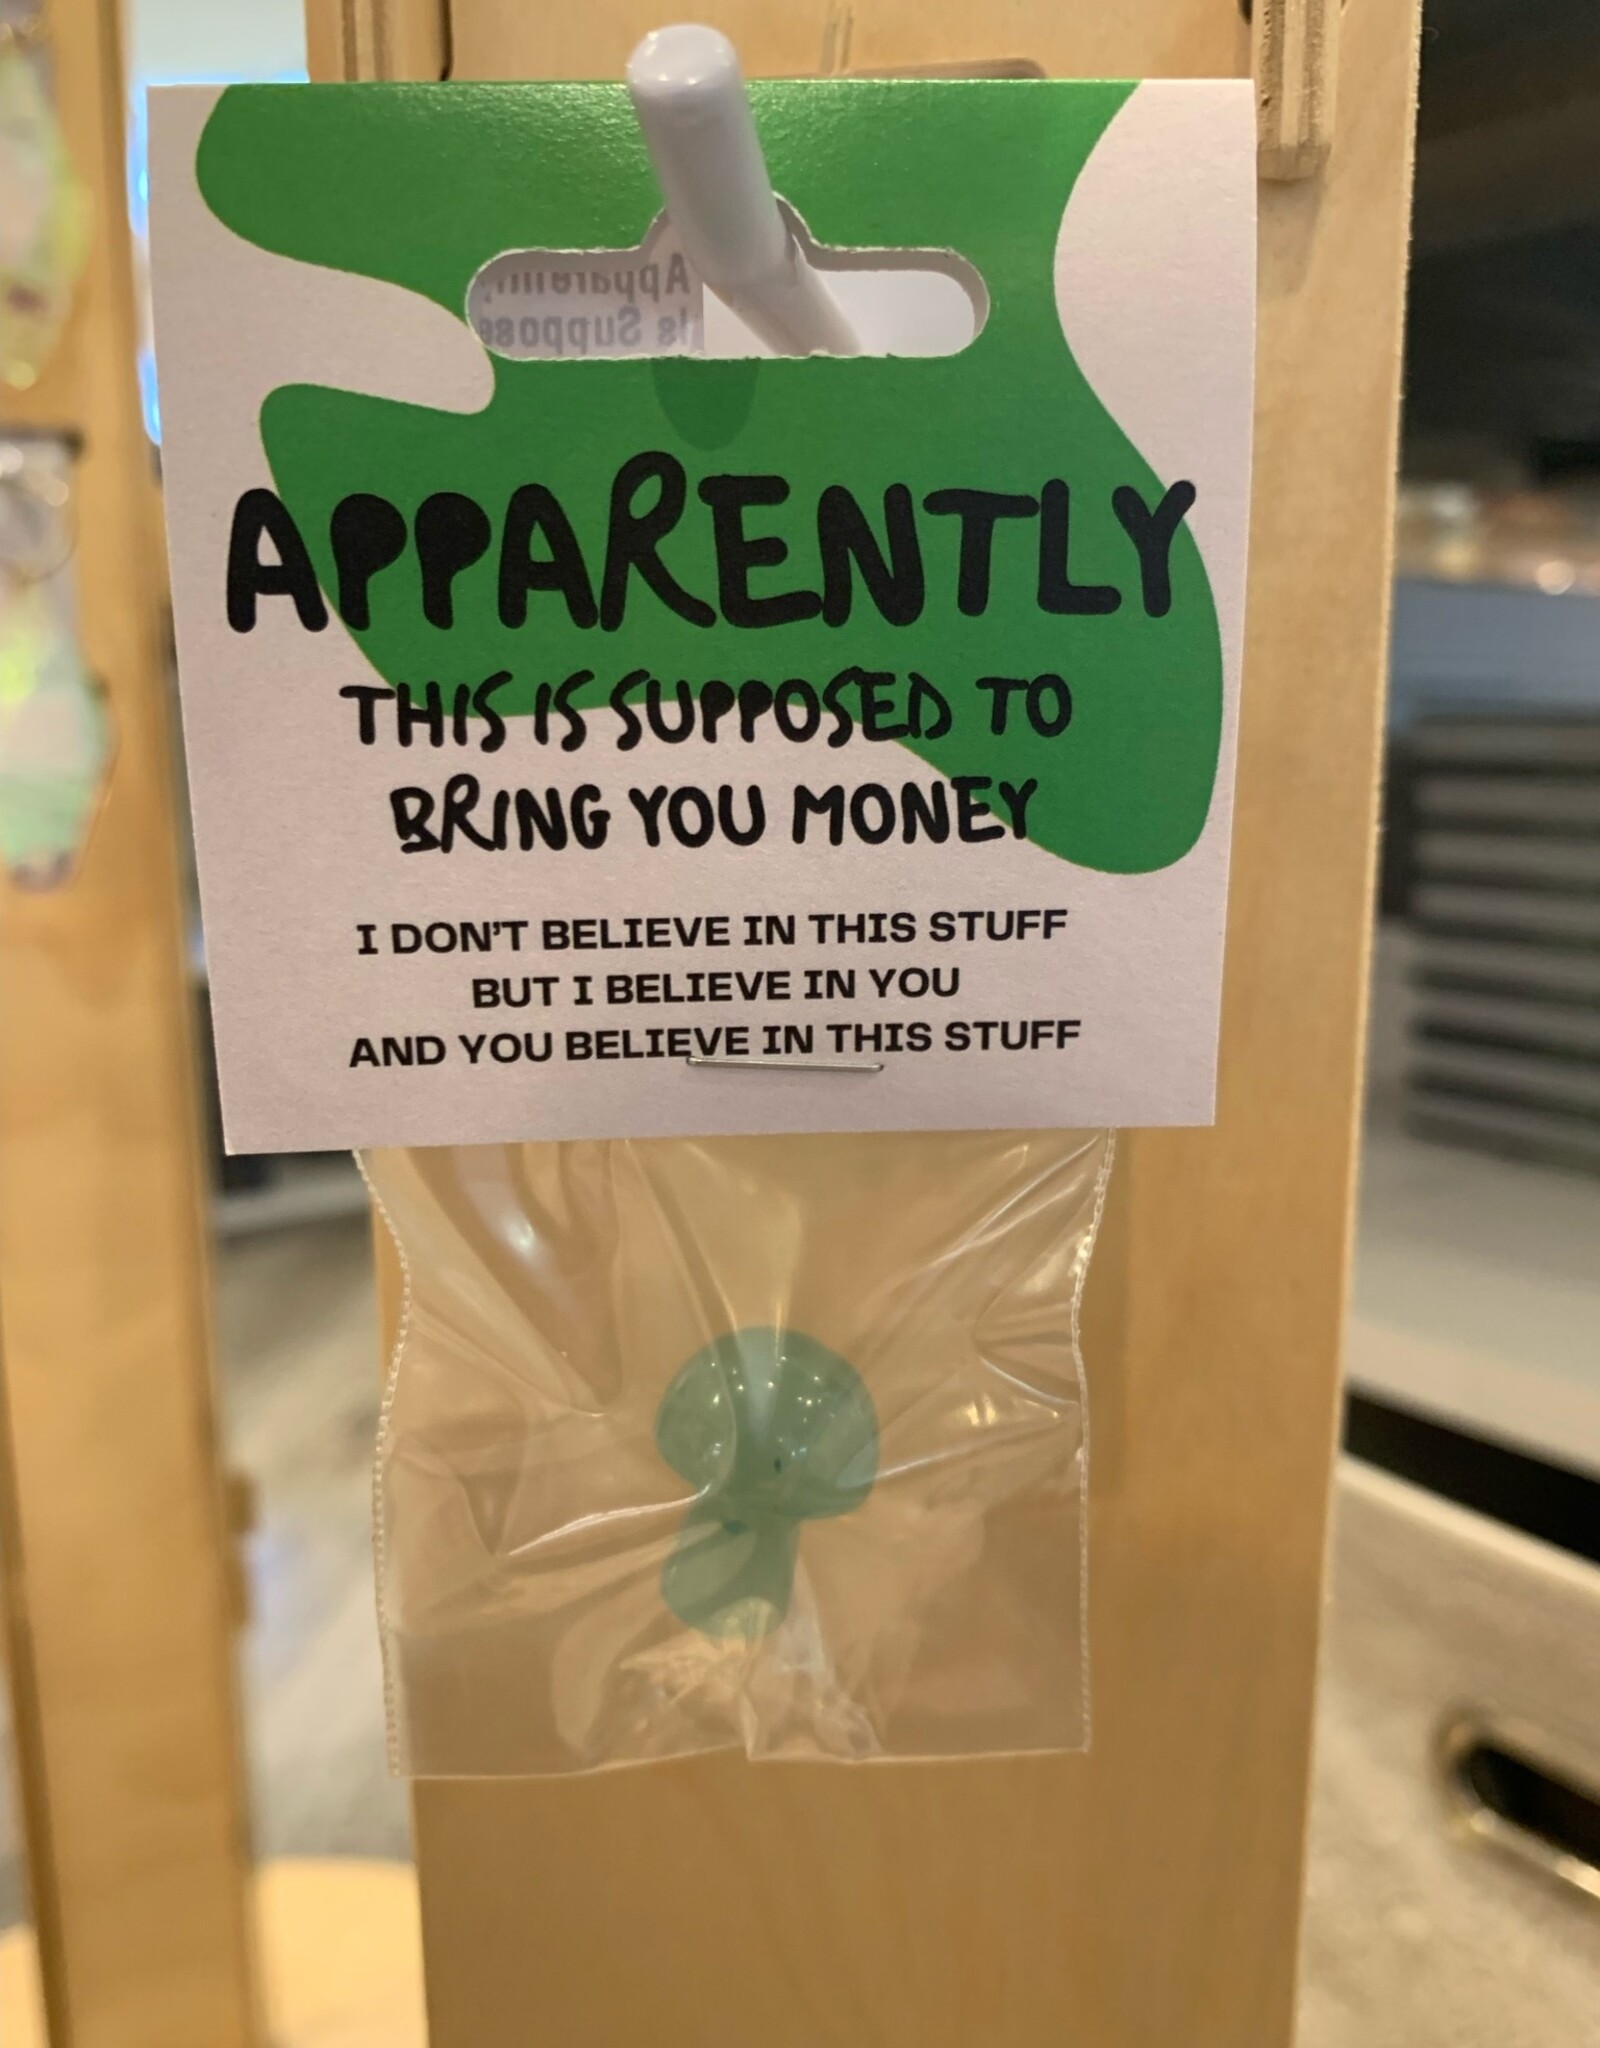 APPARENTLY
THIS IS SUPPOSED TO
BRING YOU MONEY
I DON'T BELIEVE IN THIS STUFF
BUT I BELIEVE IN YOU
AND YOU BELIEVE IN THIS STUFF